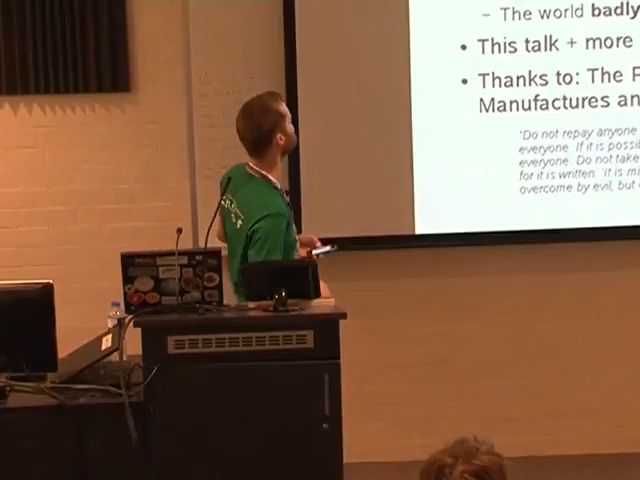 – The world badly
• This talk + more
• Thanks to: The
Manufactures an
"Do not repay anyone
everyone. If it is possi
everyone. Do not take
for it is written: 'It is mi
overcome by evil, but